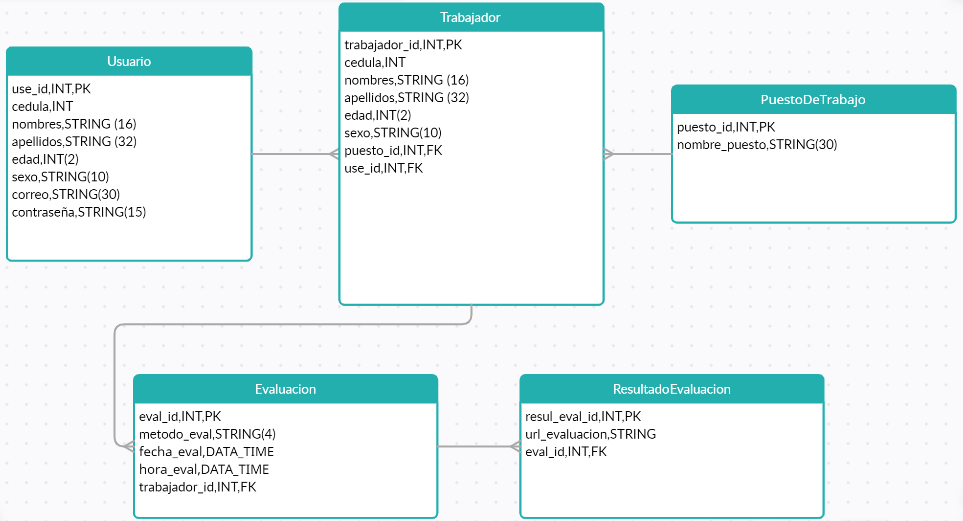 Usuario
use_id,INT,PK
cedula,INT
nombres,STRING (16)
apellidos,STRING (32)
edad,INT(2)
sexo,STRING(10)
correo,STRING(30)
contraseña,STRING(15)
Trabajador
trabajador_id,INT,PK
cedula,INT
nombres,STRING (16)
apellidos,STRING (32)
edad,INT(2)
sexo,STRING(10)
puesto_id,INT,FK
use_id,INT,FK
PuestoDeTrabajo
puesto_id,INT,PK
nombre_puesto,STRING(30)
Evaluacion
eval_id,INT,PK
metodo_eval,STRING(4)
fecha_eval,DATA_TIME
hora_eval,DATA_TIME
trabajador_id,INT,FK
ResultadoEvaluacion
resul_eval_id,INT,PK
url_evaluacion,STRING
eval_id,INT,FK